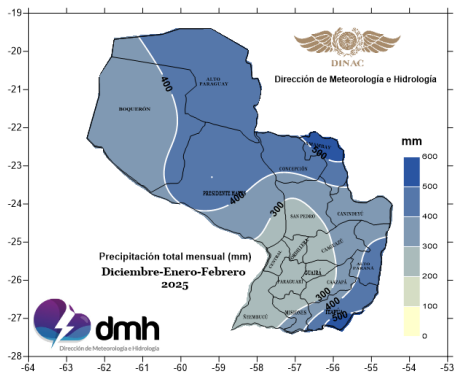 DINAC
Dirección de Meteorología e Hidrología
mm
600
500
400
300
200
100
0
-19
-20
-21
-22
-23
-24
-25
-26
-27
-28
-64
-63
-62
-61
-60
-59
-58
-57
-56
-55
-54
400
ALTO
PARAGUAY
BOQUERÓN
500
CONCEPCIÓN
PRESIDENTE HAYES
400
300
SAN PEDRO
CANINDEYÚ
CORDILLERA
CAAGUAZÚ
CENTRAL
ALTO
PARANÁ
GUAIRÁ
PARAGUARÍ
CAAZAPÁ
300
400
MISIONES
ÑEEMBUCÚ
500
Precipitación total mensual (mm)
Diciembre-Enero-Febrero
2025
dmh
Dirección de Meteorología e Hidrología